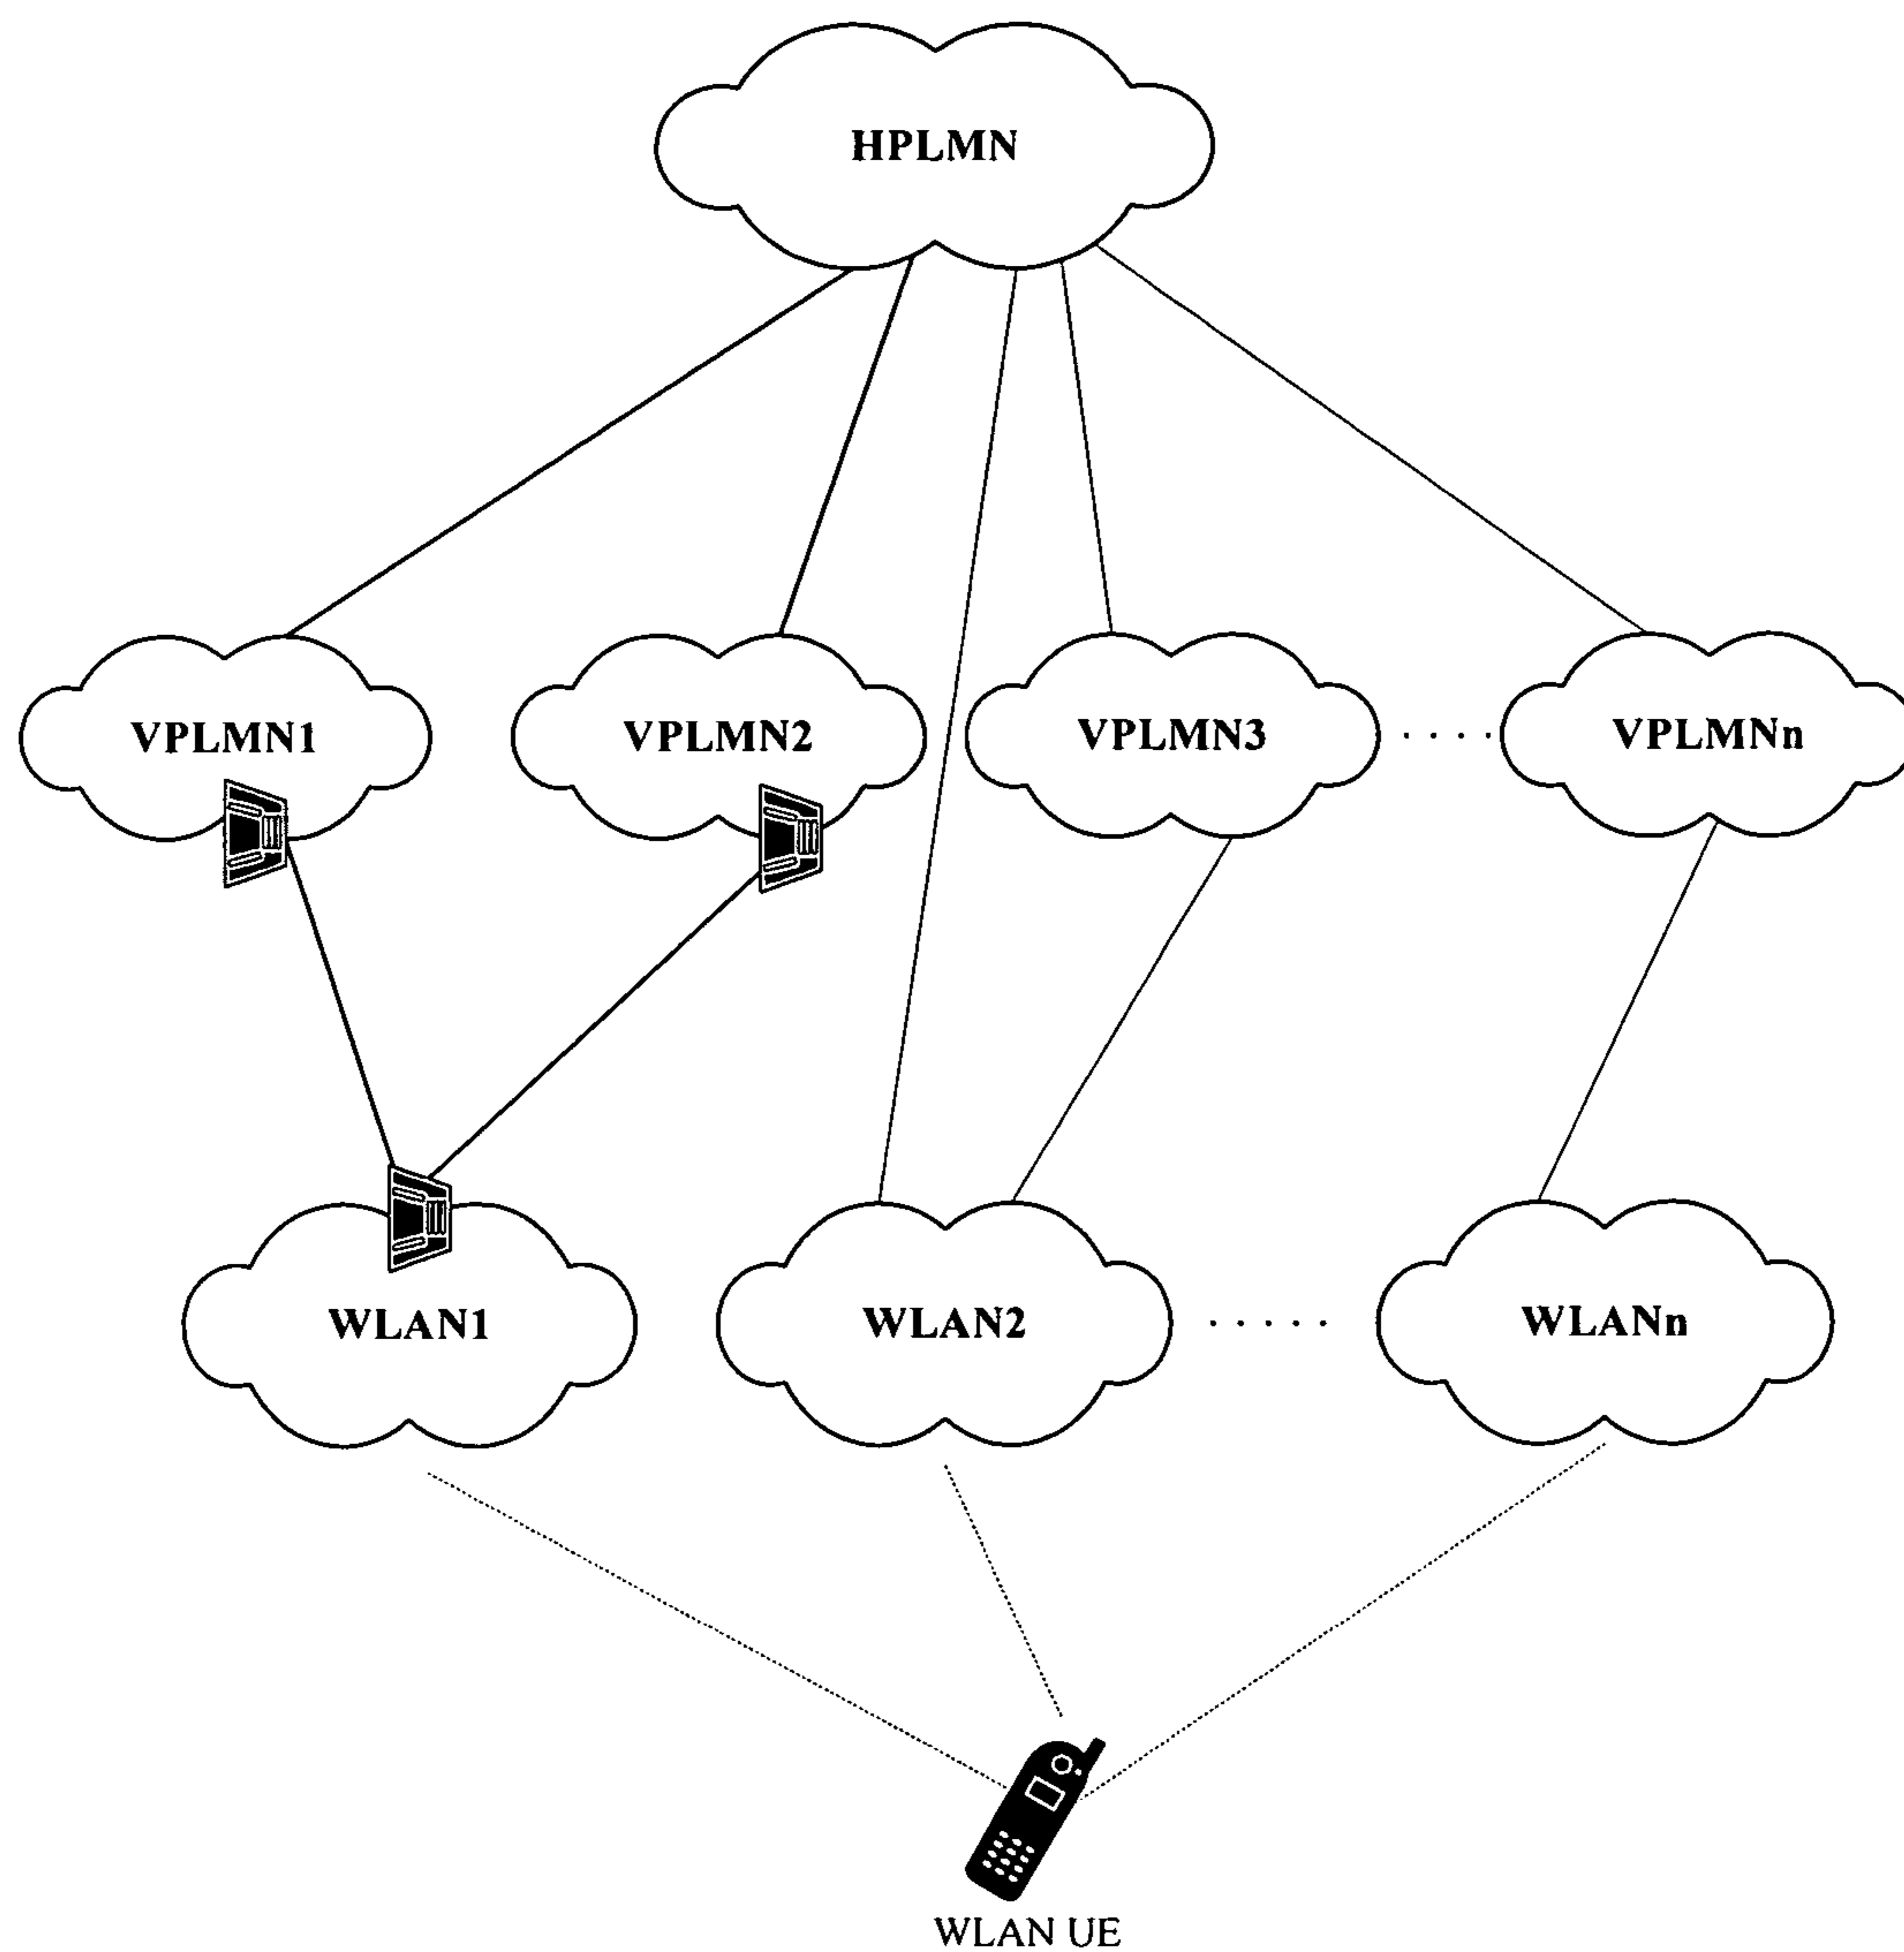 HPLMN
VPLMN1
VPLMN2
VPLMN3
. . . .
VPLMNn
WLAN1
WLAN2
. . . . .
WLANn
WLAN UE